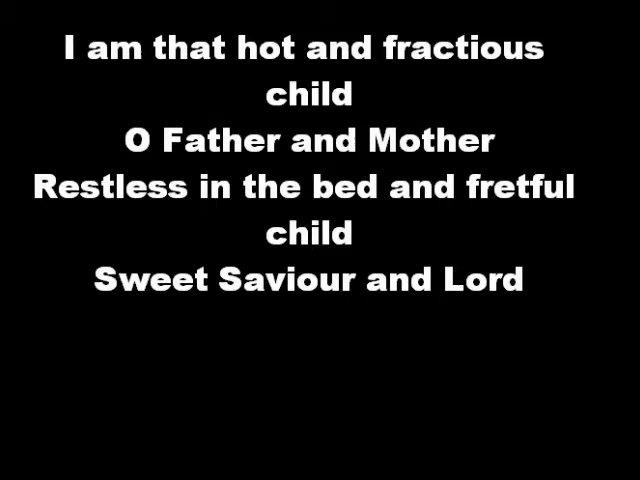 I am that hot and fractious
child
O Father and Mother
Restless in the bed and fretful
child
Sweet Saviour and Lord